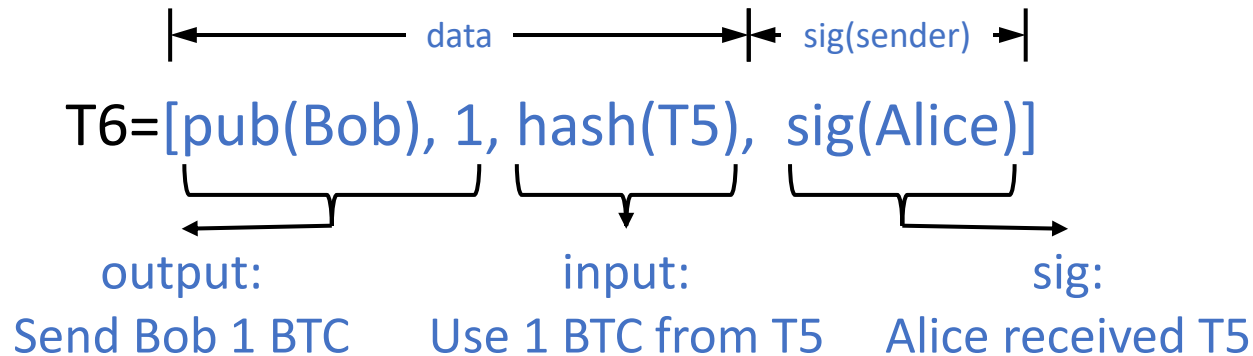 data sig(sender)
T6=[pub(Bob), 1, hash(T5), sig(Alice)]
output: input: sig:
Send Bob 1 BTC Use 1 BTC from T5 Alice received T5